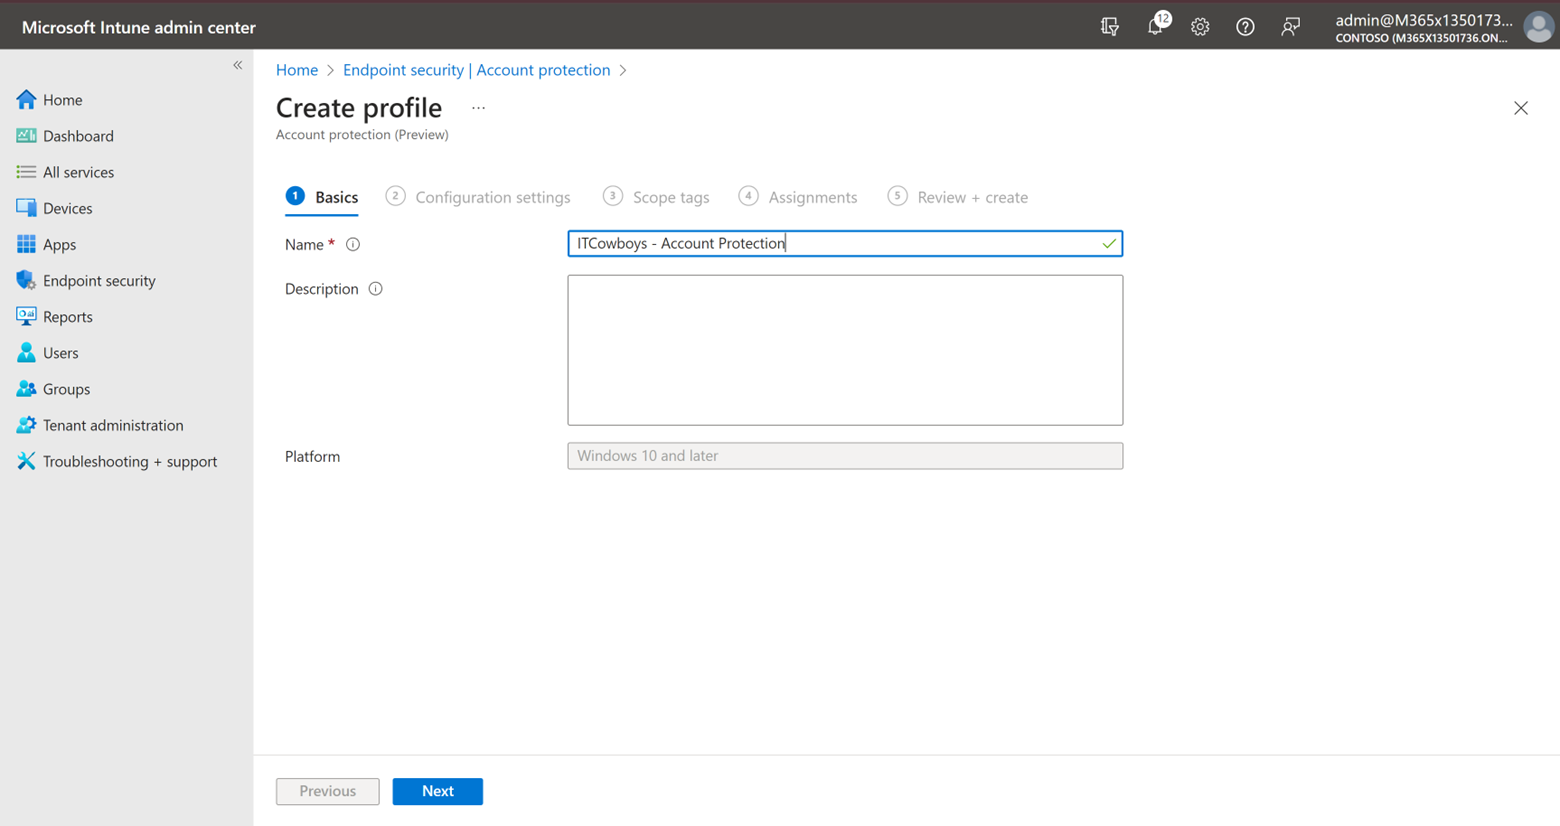 Microsoft Intune admin center
12
admin@M365x1350173...
CONTOSO (M365X13501736.ON...
«
Home
Dashboard
All services
Devices
Apps
Endpoint security
Reports
Users
Groups
Tenant administration
Troubleshooting + support
Home > Endpoint security | Account protection >
Create profile ...
Account protection (Preview)
1 Basics
2 Configuration settings
3 Scope tags
4 Assignments
5 Review + create
Name *
ITCowboys - Account Protection
Description
Platform
Windows 10 and later
Previous
Next